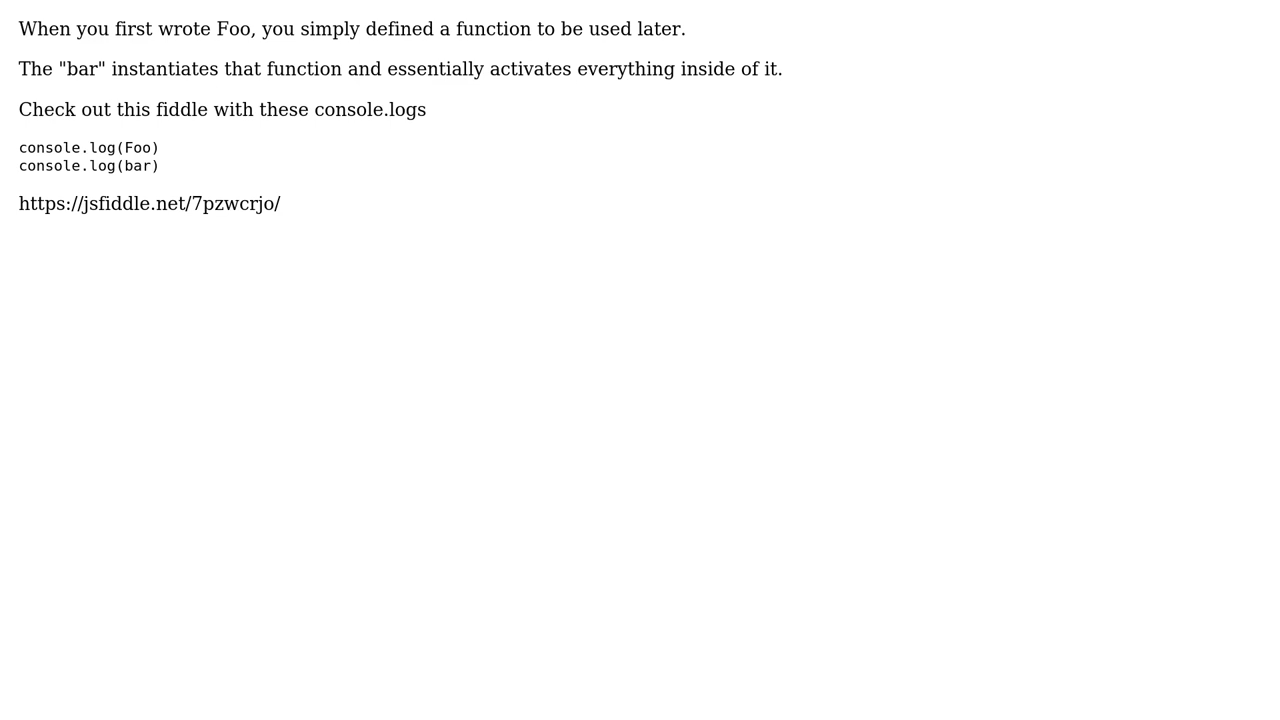 When you first wrote Foo, you simply defined a function to be used later.
The "bar" instantiates that function and essentially activates everything inside of it.
Check out this fiddle with these console.logs
console.log(Foo)
console.log(bar)
https://jsfiddle.net/7pzwcrjo/